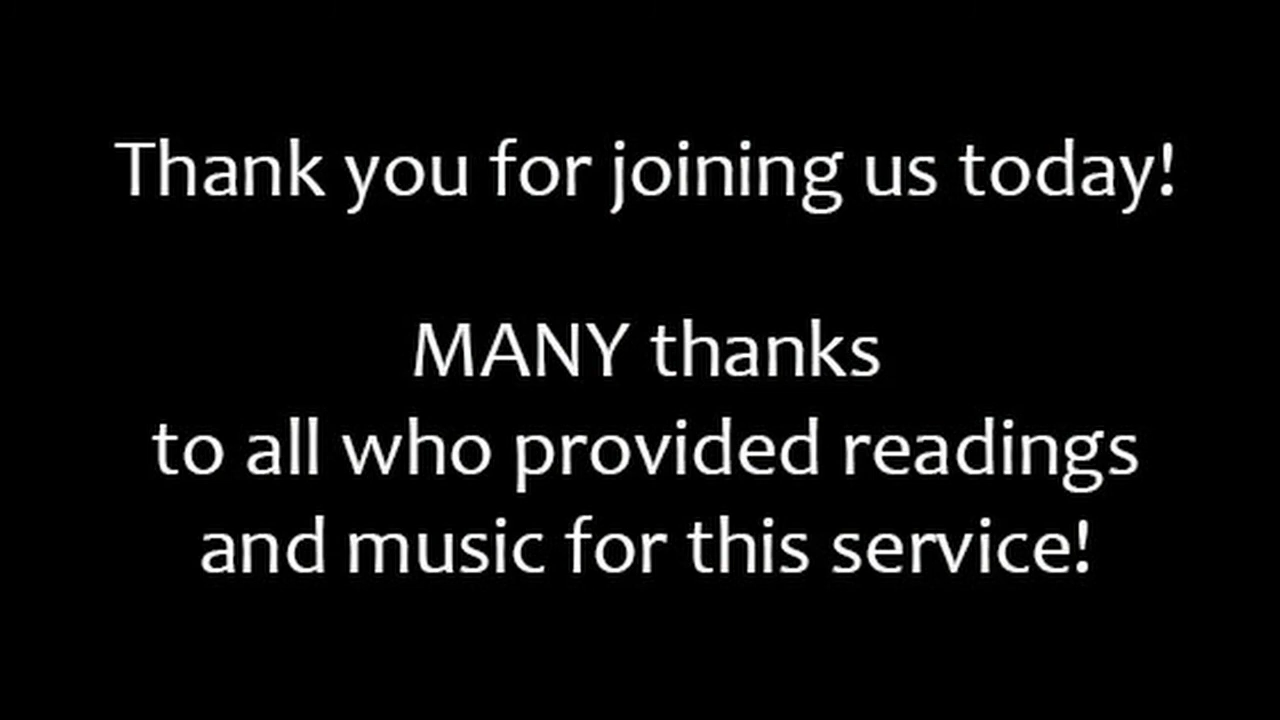 Thank you for joining us today!
MANY thanks
to all who provided readings
and music for this service!